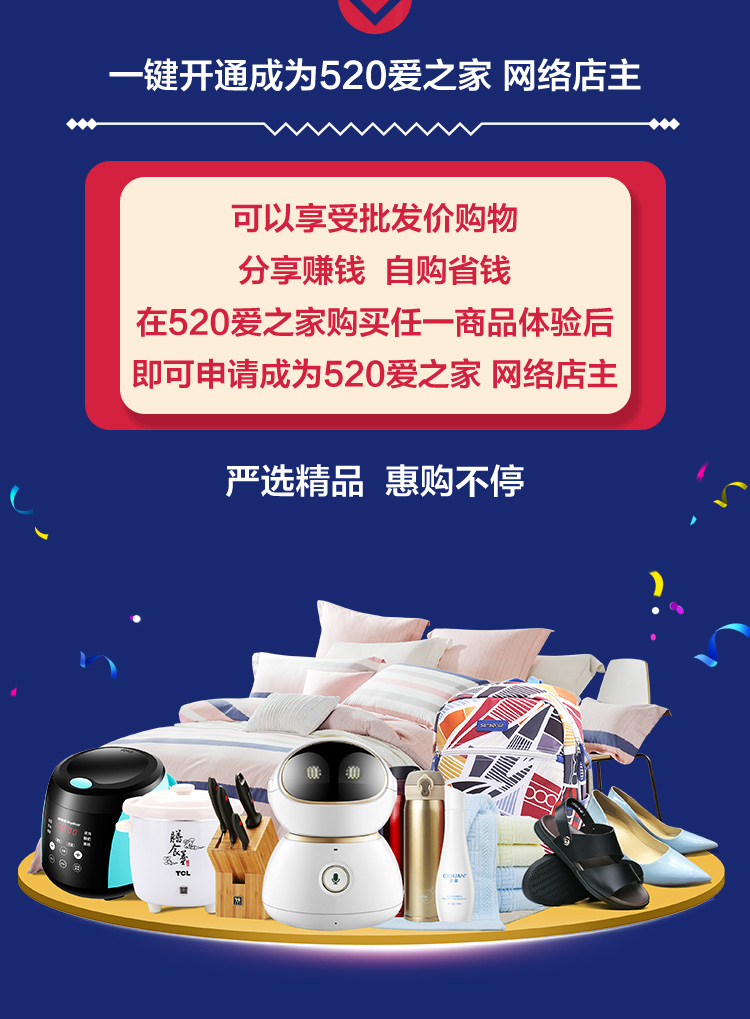 一键开通成为520爱之家 网络店主
可以享受批发价购物
分享赚钱 自购省钱
在520爱之家购买任一商品体验后
即可申请成为520爱之家 网络店主
严选精品 惠购不停
TCL